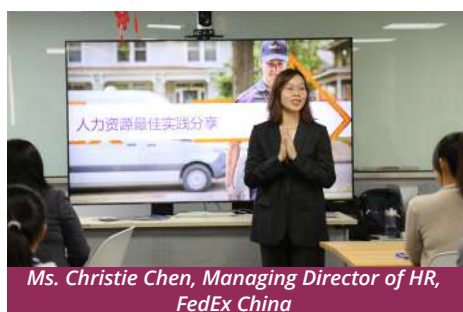 人力资源最佳实践分享
Ms. Christie Chen, Managing Director of HR,
FedEx China